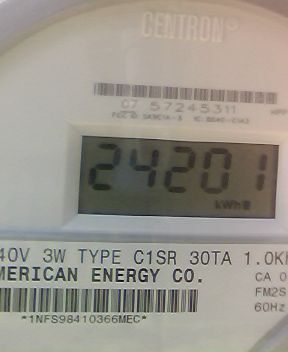 CENTRON®
C7 57245311
24201
kWh
40V 3W TYPE C1SR 30TA 1.0Kh
MERICAN ENERGY CO.
CA 0
FM2S
60Hz
*1NFS98410366MEC*